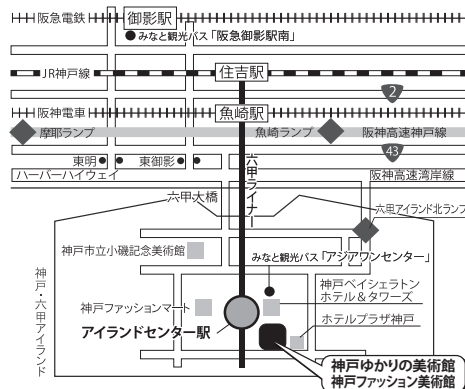 阪急電鉄
御影駅
みなと観光バス「阪急御影駅南」
JR神戸線
住吉駅
2
阪神電車
魚崎駅
摩耶ランプ
魚崎ランプ
阪神高速神戸線
43
東明
東御影
六甲ライナー
ハーバーハイウェイ
阪神高速湾岸線
六甲大橋
六甲アイランド北ランプ
神戸市立小磯記念美術館
みなと観光バス「アジアワンセンター」
神戸・六甲アイランド
神戸ベイシェラトン
ホテル&タワーズ
神戸ファッションマート
アイランドセンター駅
ホテルプラザ神戸
神戸ゆかりの美術館
神戸ファッション美術館